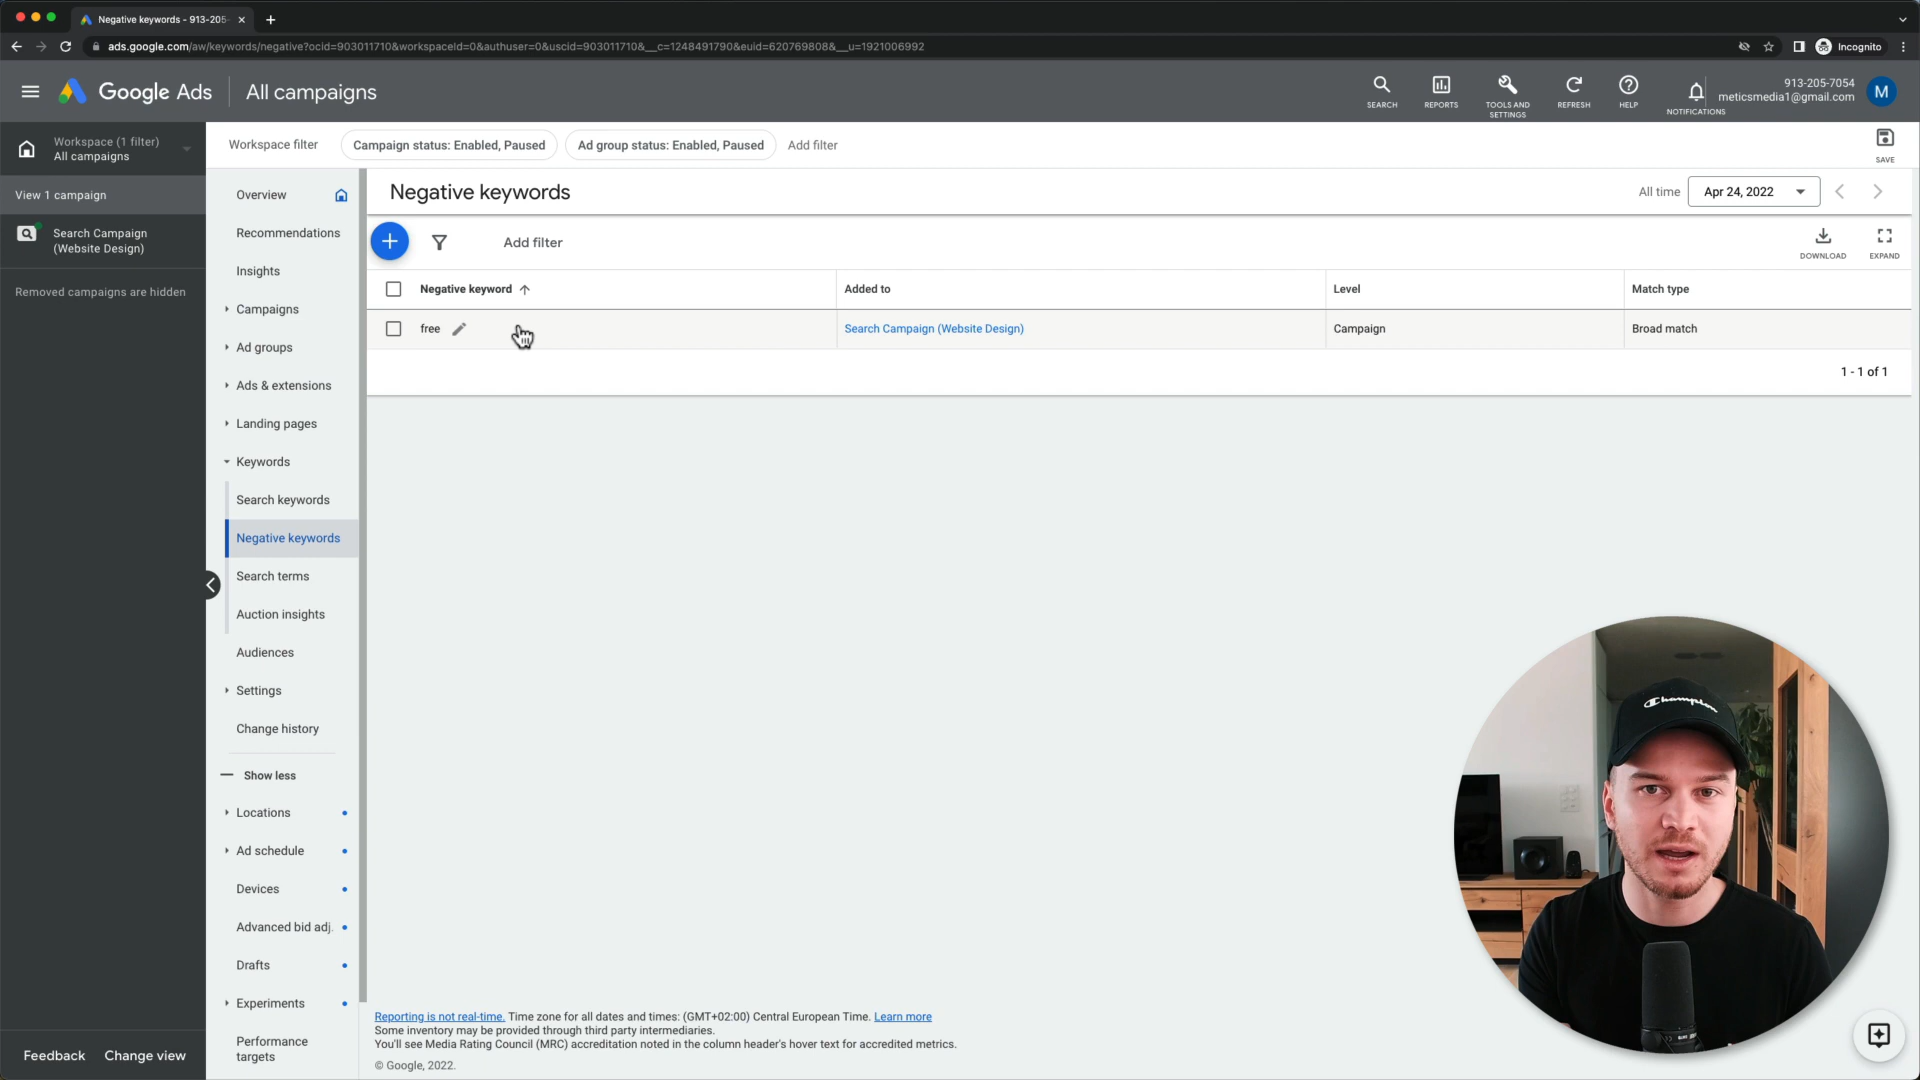 Negative keywords - 913-205-
ads.google.com/aw/keywords/negative?ocid=903011710&workspaceId=0&authuser=0&uscid=903011710&__c=1248491790&euid=620769808&__u=1921006992
Incognito
Google Ads
All campaigns
SEARCH
REPORTS
TOOLS AND
SETTINGS
REFRESH
HELP
NOTIFICATIONS
913-205-7054
meticsmedia1@gmail.com
M
Workspace (1 filter)
All campaigns
View 1 campaign
Search Campaign
(Website Design)
Removed campaigns are hidden
Feedback
Change view
Workspace filter
Campaign status: Enabled, Paused
Ad group status: Enabled, Paused
Add filter
SAVE
Overview
Recommendations
Insights
Campaigns
Ad groups
Ads & extensions
Landing pages
Keywords
Search keywords
Negative keywords
Search terms
Auction insights
Audiences
Settings
Change history
Show less
Locations
Ad schedule
Devices
Advanced bid adj.
Drafts
Experiments
Performance
targets
Negative keywords
All time
Apr 24, 2022
Add filter
DOWNLOAD
EXPAND
Negative keyword
Added to
Level
Match type
free
Search Campaign (Website Design)
Campaign
Broad match
1 - 1 of 1
Champion
Reporting is not real-time. Time zone for all dates and times: (GMT+02:00) Central European Time. Learn more
Some inventory may be provided through third party intermediaries.
You'll see Media Rating Council (MRC) accreditation noted in the column header's hover text for accredited metrics.
© Google, 2022.